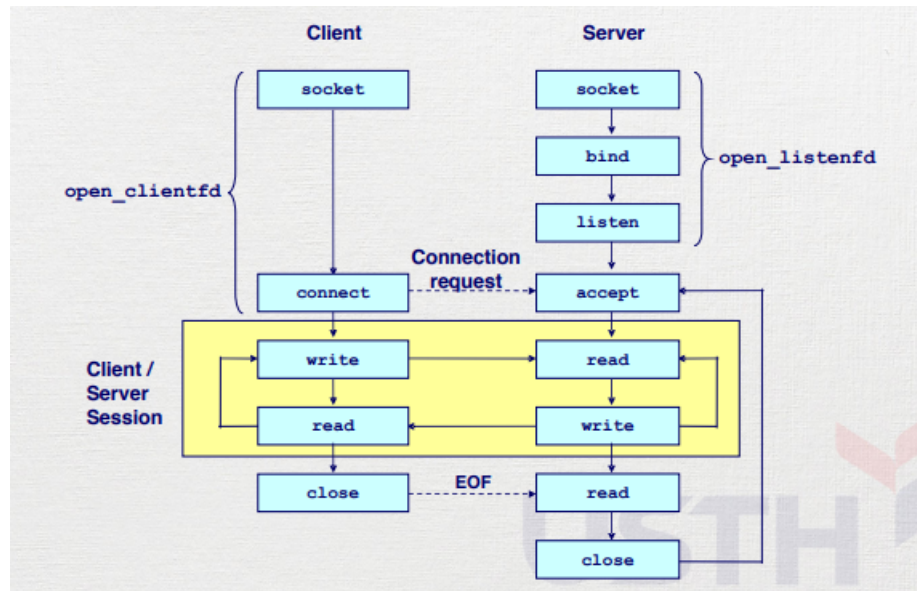 Client
Server
socket
socket
bind
open_clientfd
open_listenfd
listen
Connection
request
connect
accept
Client /
Server
Session
write
read
read
write
close
EOF
read
close
USTH